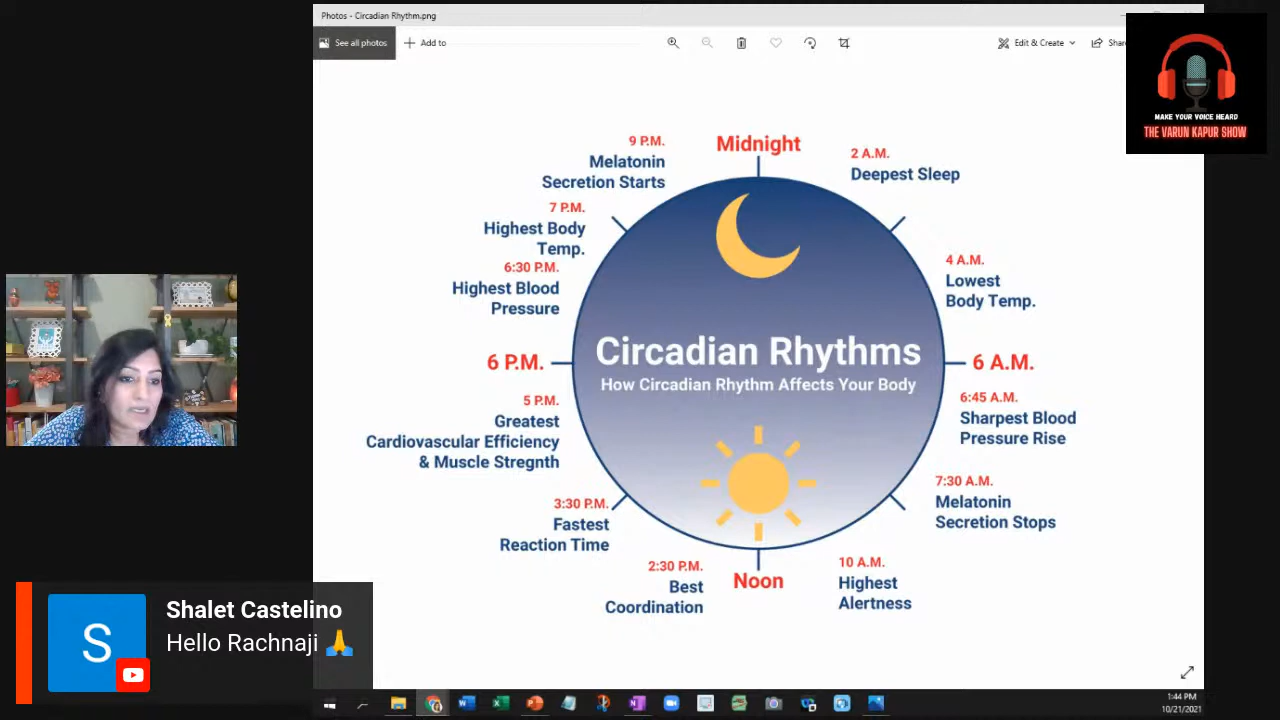 Photos - Circadian Rhythm.png
See all photos
Add to
Edit & Create
Share
MAKE YOUR VOICE HEARD
THE VARUN KAPUR SHOW
Midnight
2 A.M.
Deepest Sleep
4 A.M.
Lowest
Body Temp.
6 A.M.
6:45 A.M.
Sharpest Blood
Pressure Rise
7:30 A.M.
Melatonin
Secretion Stops
10 A.M.
Highest
Alertness
Noon
2:30 P.M.
Best
Coordination
3:30 P.M.
Fastest
Reaction Time
5 P.M.
Greatest
Cardiovascular Efficiency
& Muscle Stregnth
6 P.M.
6:30 P.M.
Highest Blood
Pressure
7 P.M.
Highest Body
Temp.
9 P.M.
Melatonin
Secretion Starts
Circadian Rhythms
How Circadian Rhythm Affects Your Body
S
Shalet Castelino
Hello Rachnaji 🙏
1:44 PM
10/21/2021